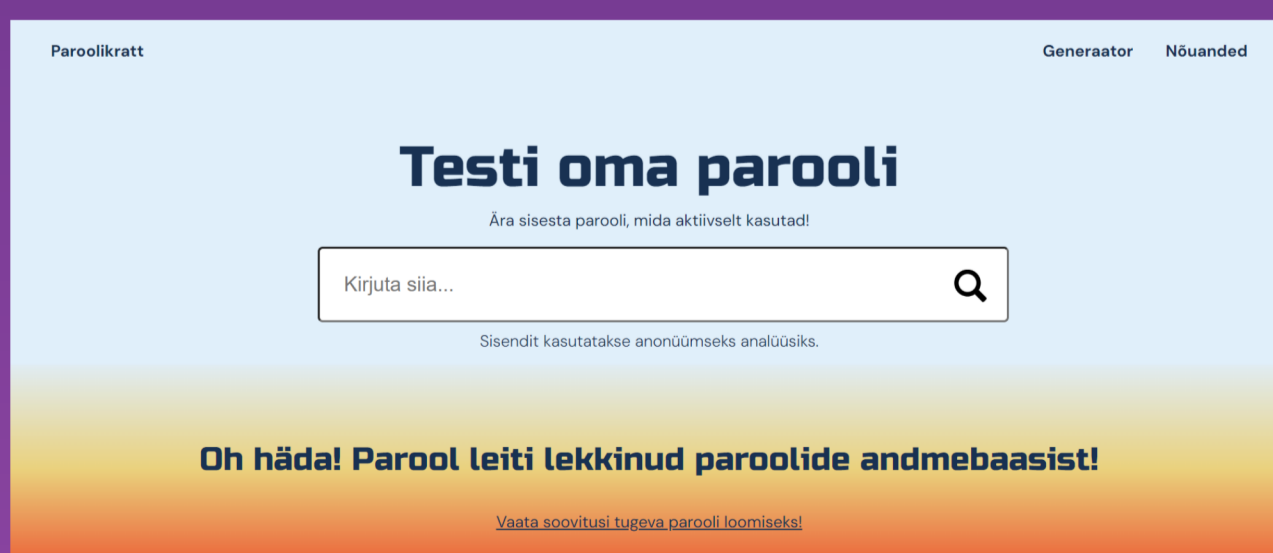 Paroolikratt
Generaator
Nõuanded
Testi oma parooli
Ära sisesta parooli, mida aktiivselt kasutad!
Kirjuta siia...
Sisendit kasutatakse anonüümseks analüüsiks.
Oh häda! Parool leiti lekkinud paroolide andmebaasist!
Vaata soovitusi tugeva parooli loomiseks!